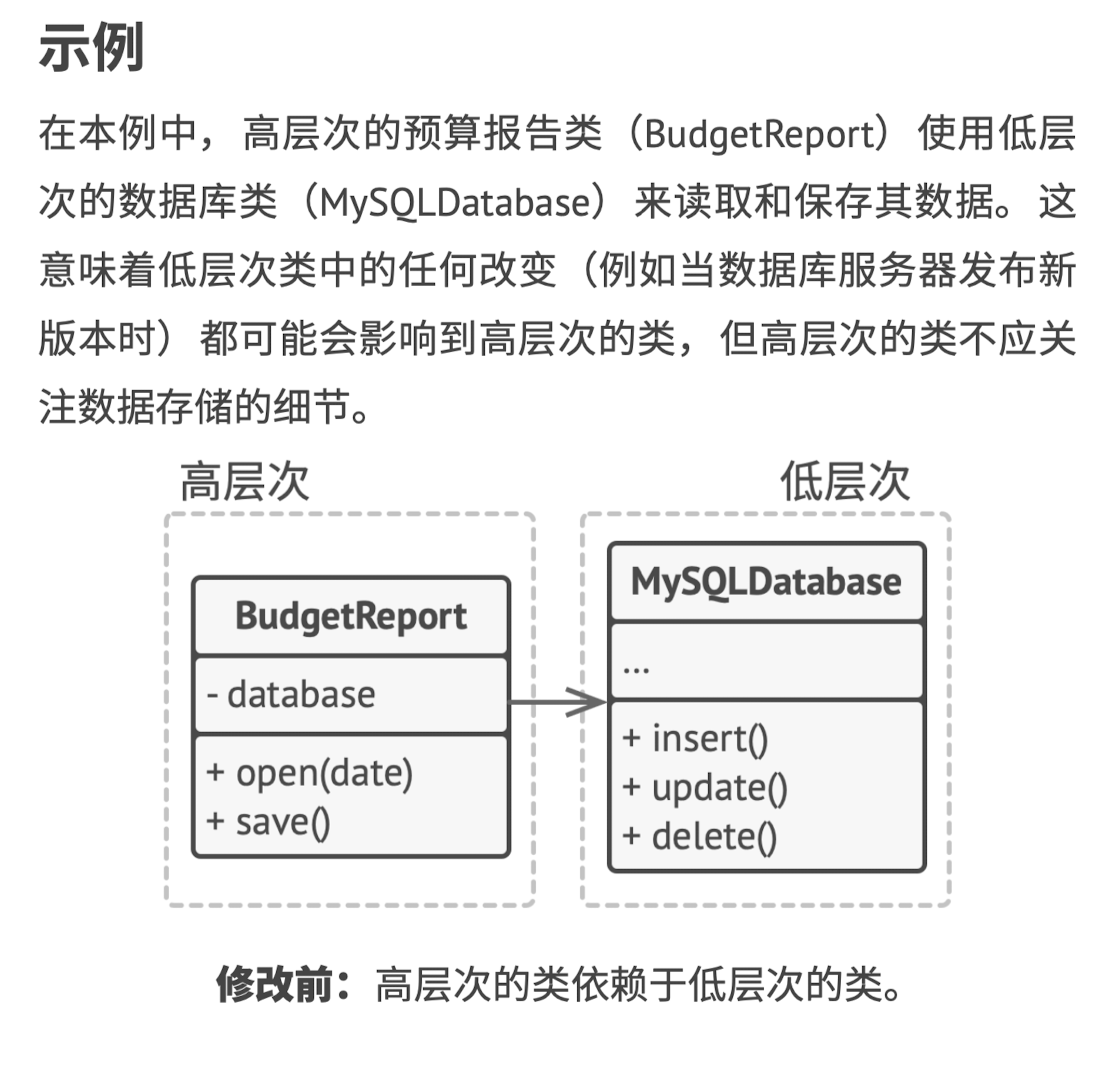 示例
在本例中，高层次的预算报告类（BudgetReport）使用低层
次的数据库类（MySQLDatabase）来读取和保存其数据。这
意味着低层次类中的任何改变（例如当数据库服务器发布新
版本时）都可能会影响到高层次的类，但高层次的类不应关
注数据存储的细节。
高层次
低层次
BudgetReport
- database
+ open(date)
+ save()
MySQLDatabase
...
+ insert()
+ update()
+ delete()
修改前：高层次的类依赖于低层次的类。